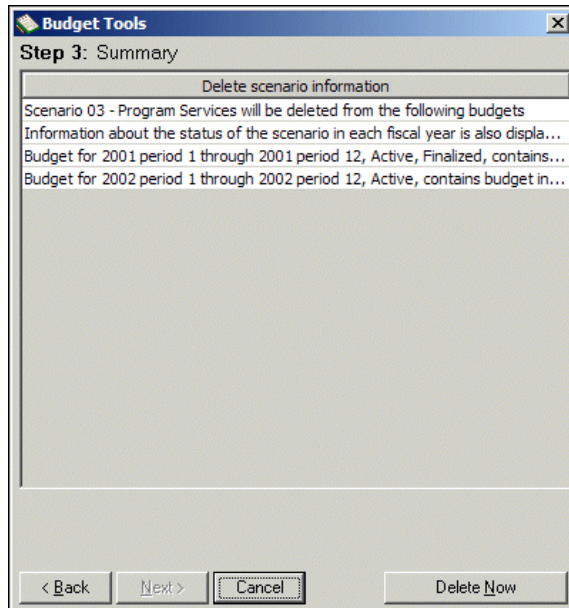 Budget Tools
Step 3: Summary
Delete scenario information
Scenario 03 - Program Services will be deleted from the following budgets
Information about the status of the scenario in each fiscal year is also displa...
Budget for 2001 period 1 through 2001 period 12, Active, Finalized, contains...
Budget for 2002 period 1 through 2002 period 12, Active, contains budget in...
< Back Next > Cancel Delete Now